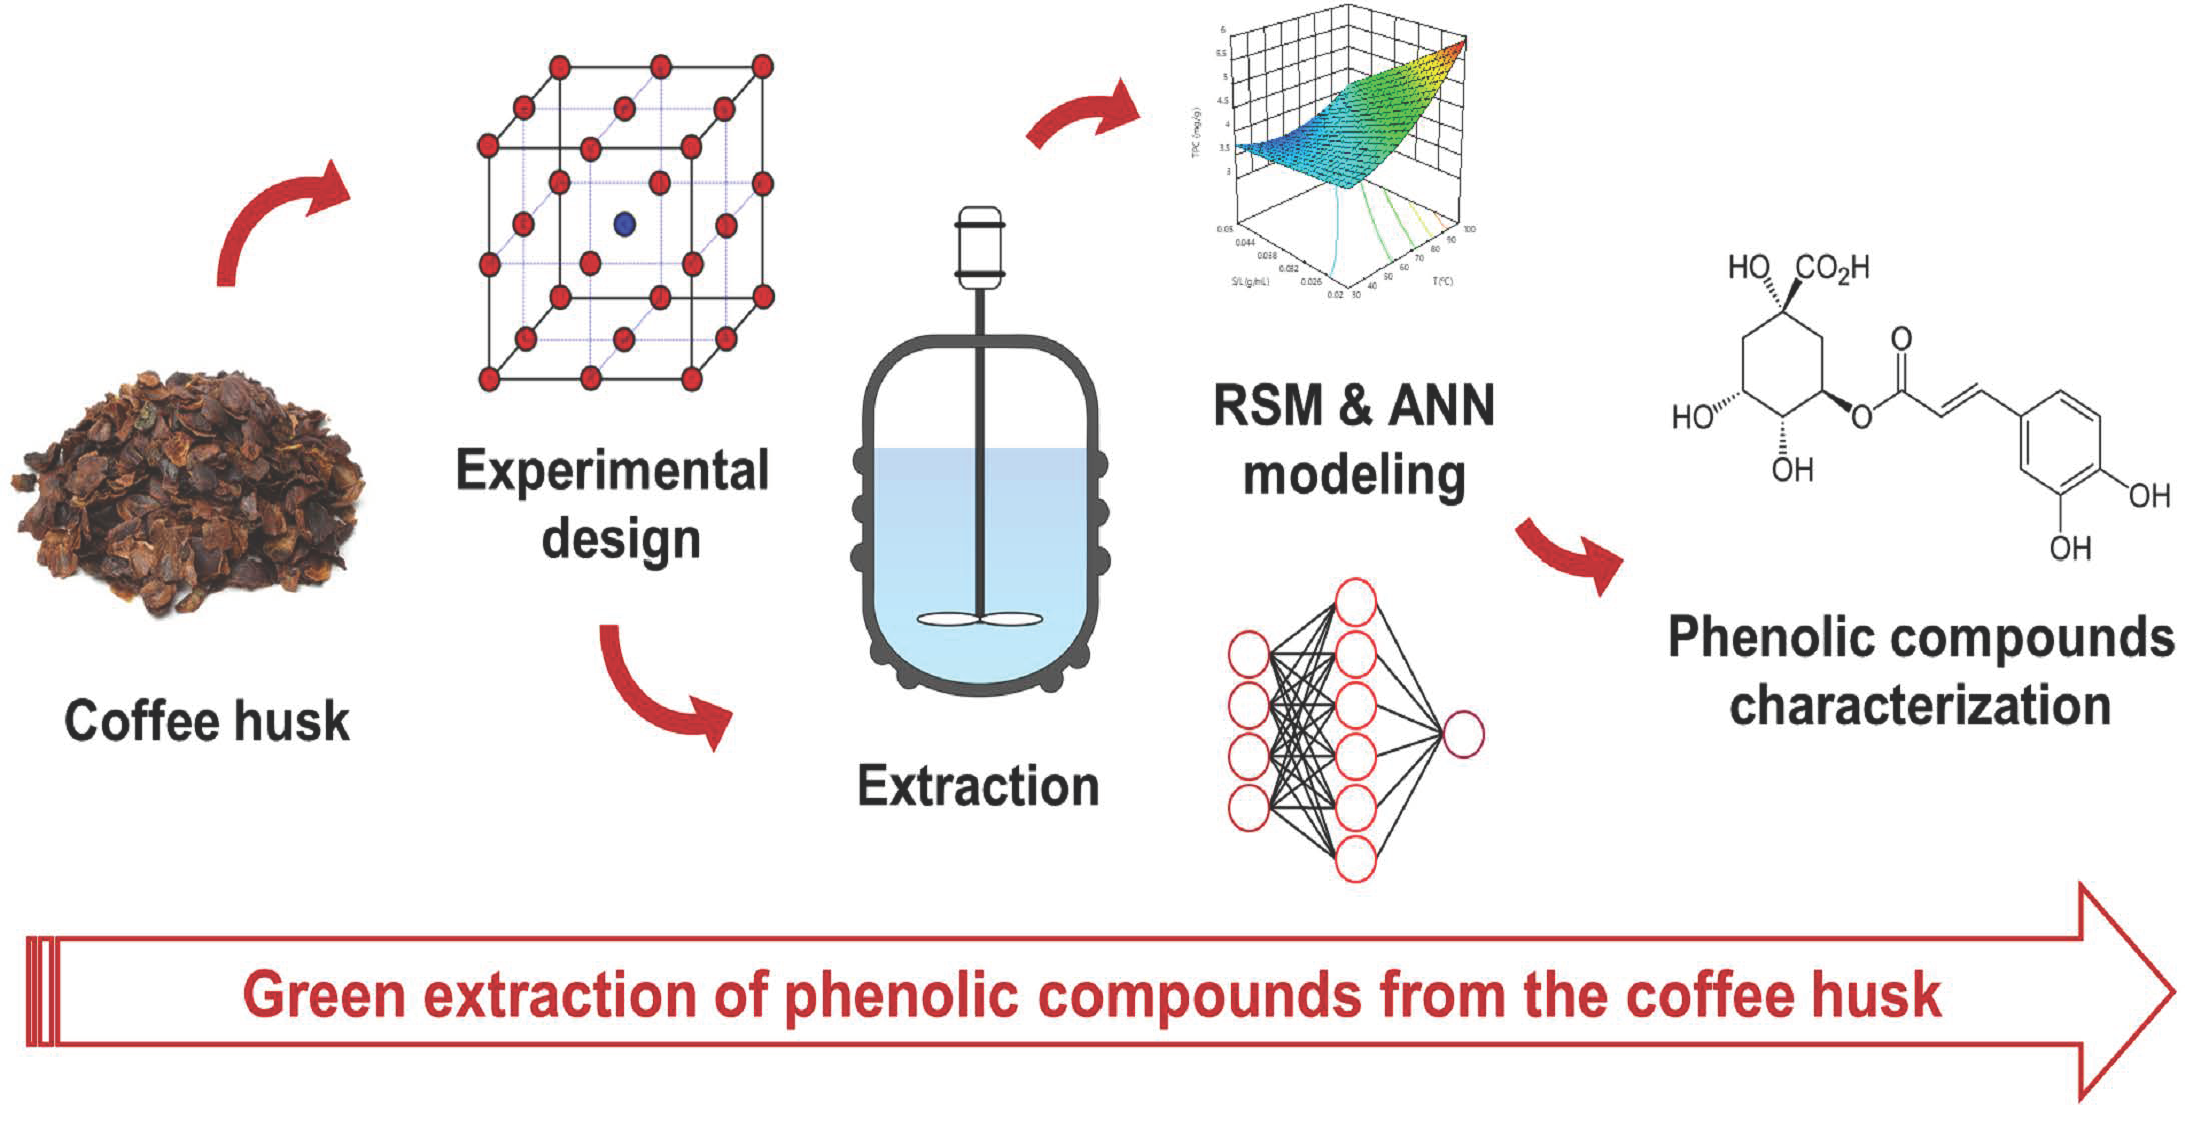 Coffee husk
Experimental
design
Extraction
6
5.5
5
4.5
4
3.5
3
TPC (mg/g)
0.05
0.044
0.038
0.032
0.026
0.02
S/L (g/mL)
30
40
50
60
70
80
90
100
T (°C)
RSM & ANN
modeling
HO
CO2H
O
HO
OH
O
OH
OH
Phenolic compounds
characterization
Green extraction of phenolic compounds from the coffee husk